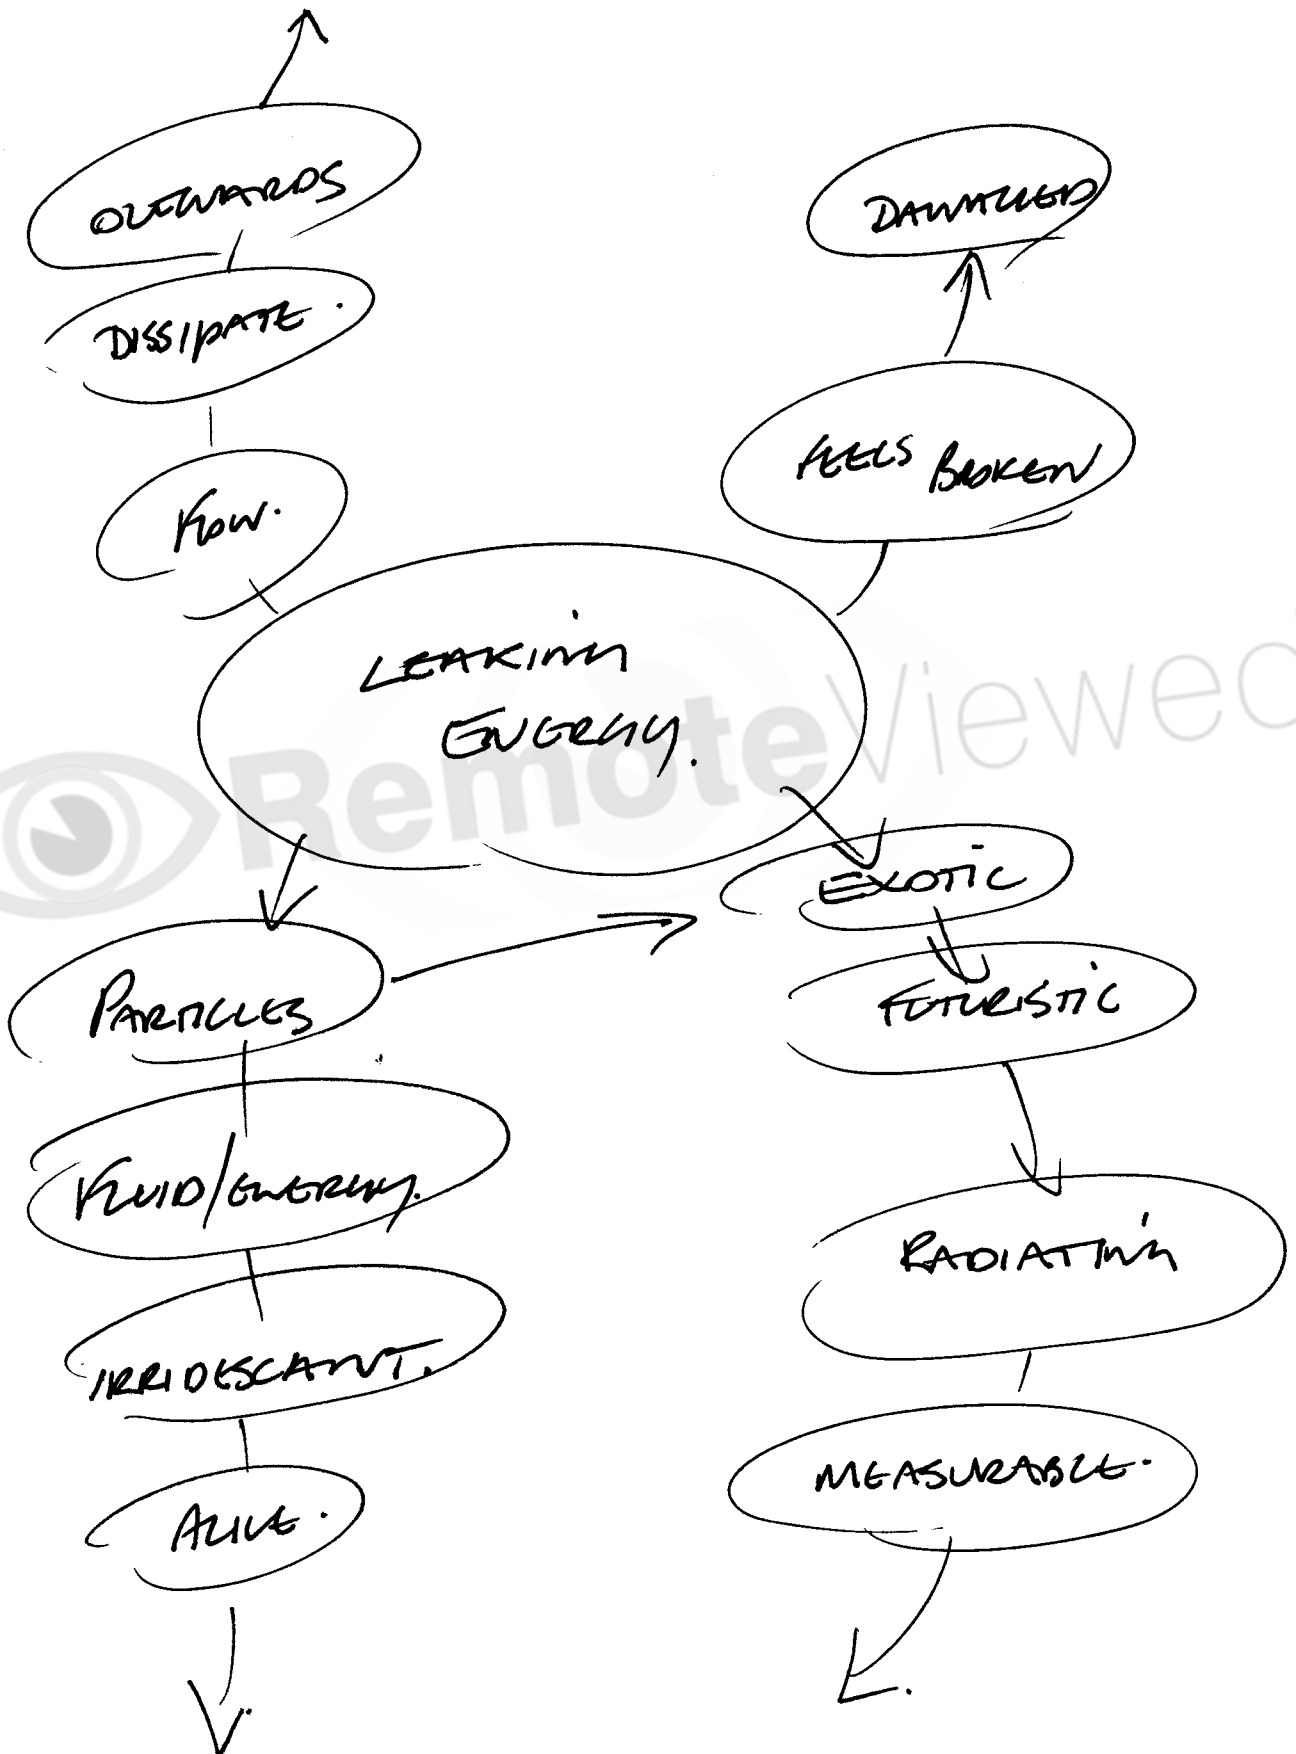 OUTWARDS
DISSIPATE.
FLOW.
DAMAGED
FEELS BROKEN
LEAKING
ENERGY.
RemoteViewed
EXOTIC
FUTURISTIC
RADIATING
MEASURABLE.
PARTICLES
FLUID/ENERGY.
IRRIDESCANT.
ALIVE.